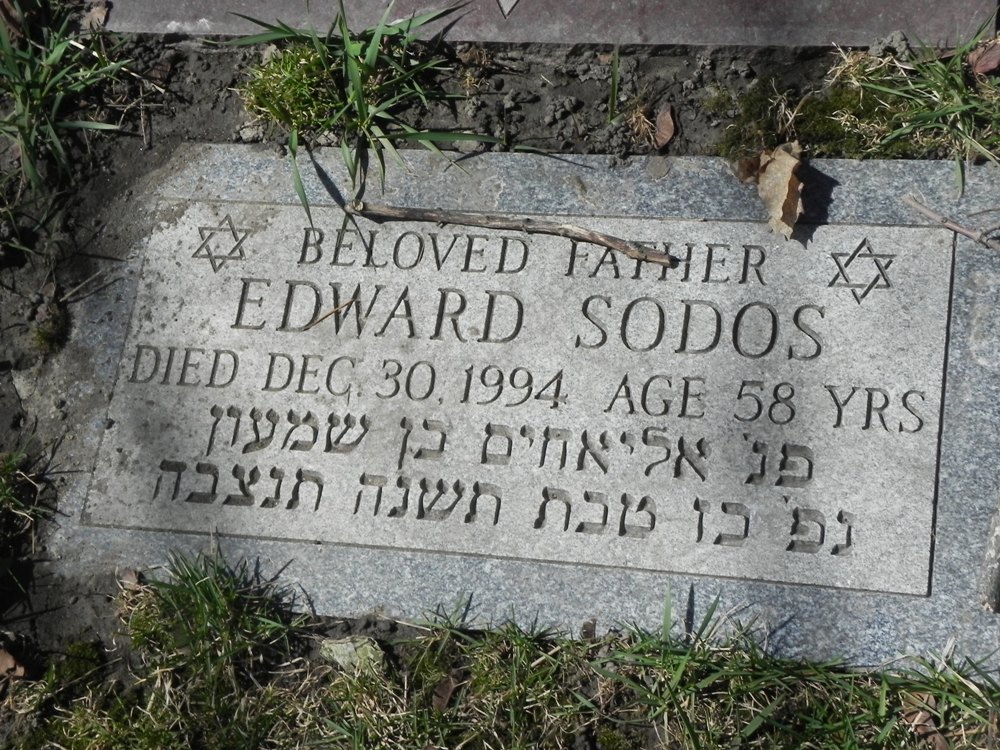 BELOVED FATHER
EDWARD SODOS
DIED DEC. 30, 1994 AGE 58 YRS
פנ' אליאחים בן שמעון
נפ' כז טבת תשנה תנצבה